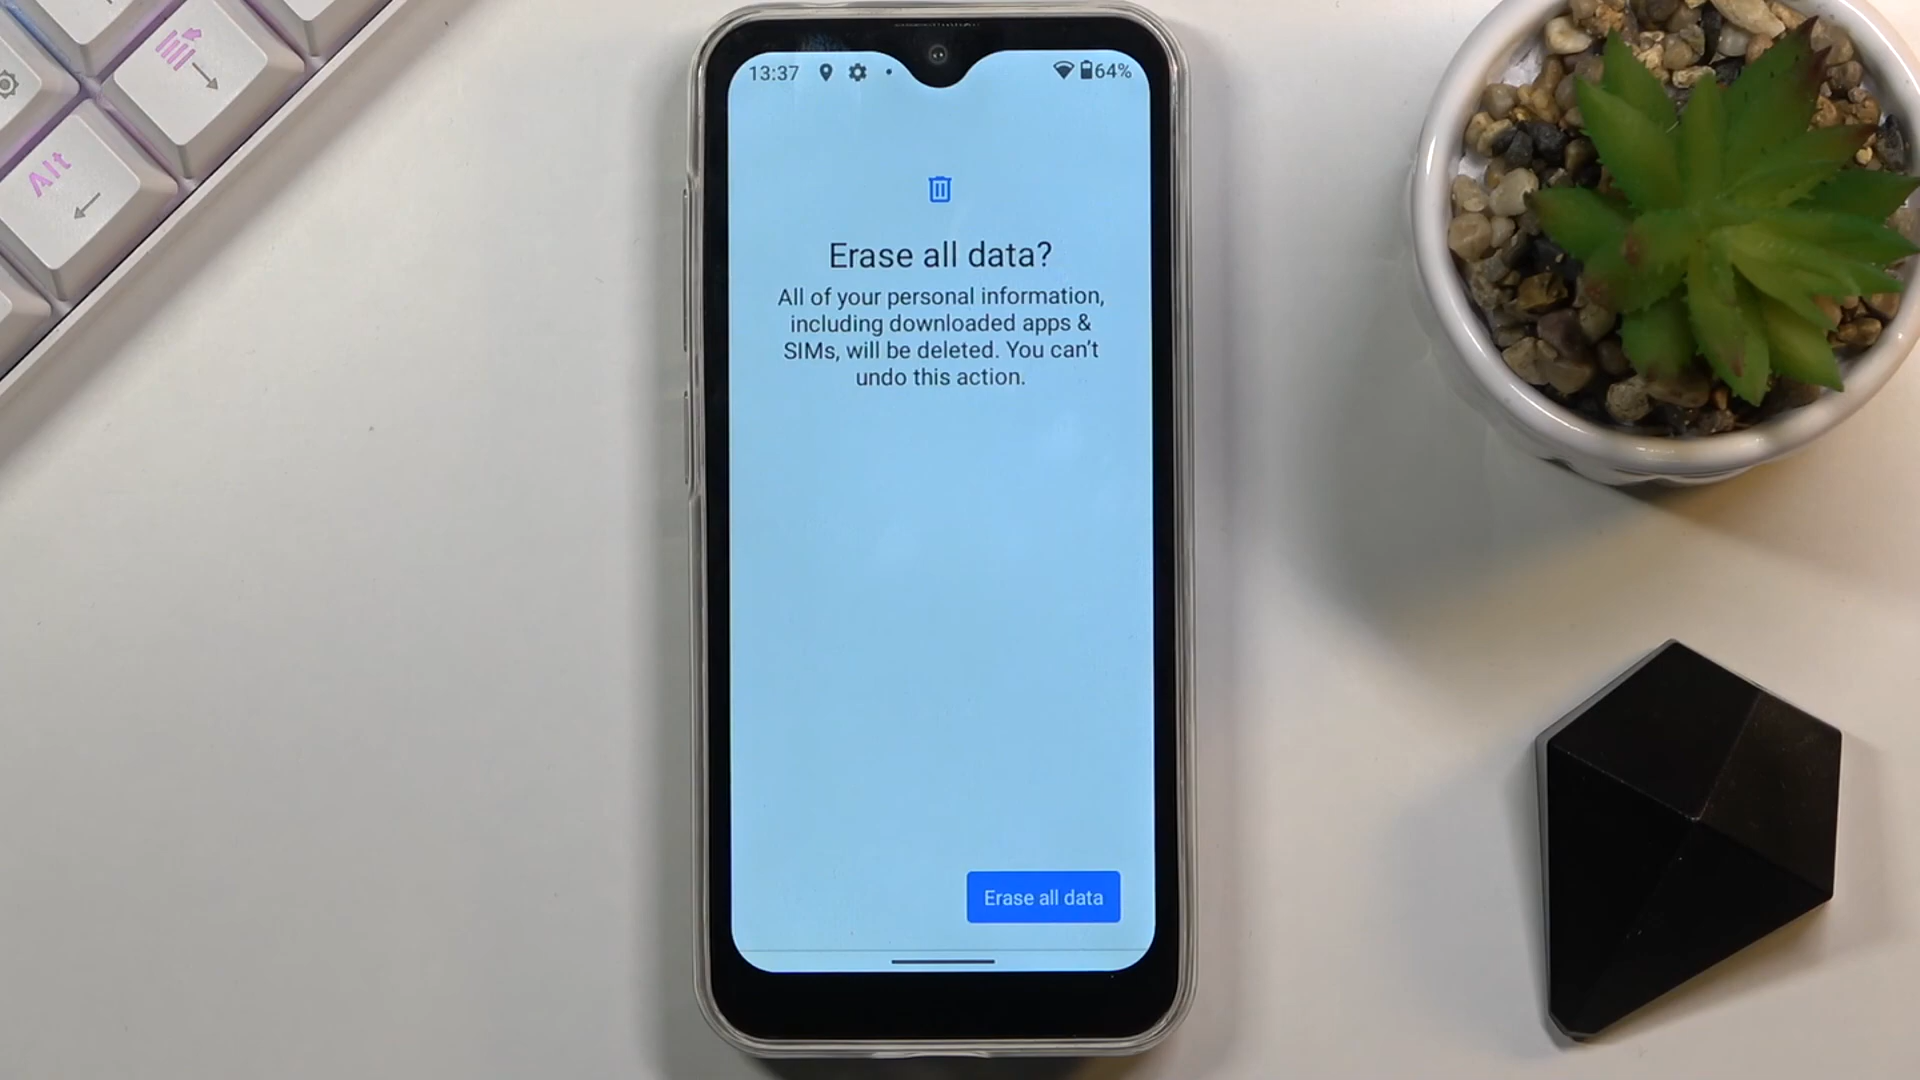 Alt
13:37
64%
Erase all data?
All of your personal information,
including downloaded apps &
SIMs, will be deleted. You can't
undo this action.
Erase all data